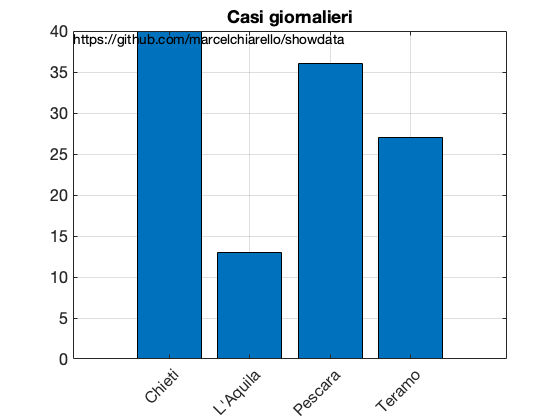 Casi giornalieri
https://github.com/marcelchiarello/showdata
40
35
30
25
20
15
10
5
0
Chieti
L'Aquila
Pescara
Teramo